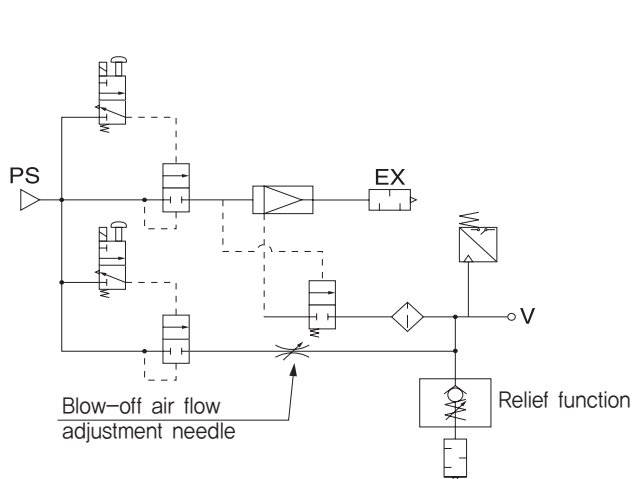 PS
EX
V
Blow-off air flow
adjustment needle
Relief function